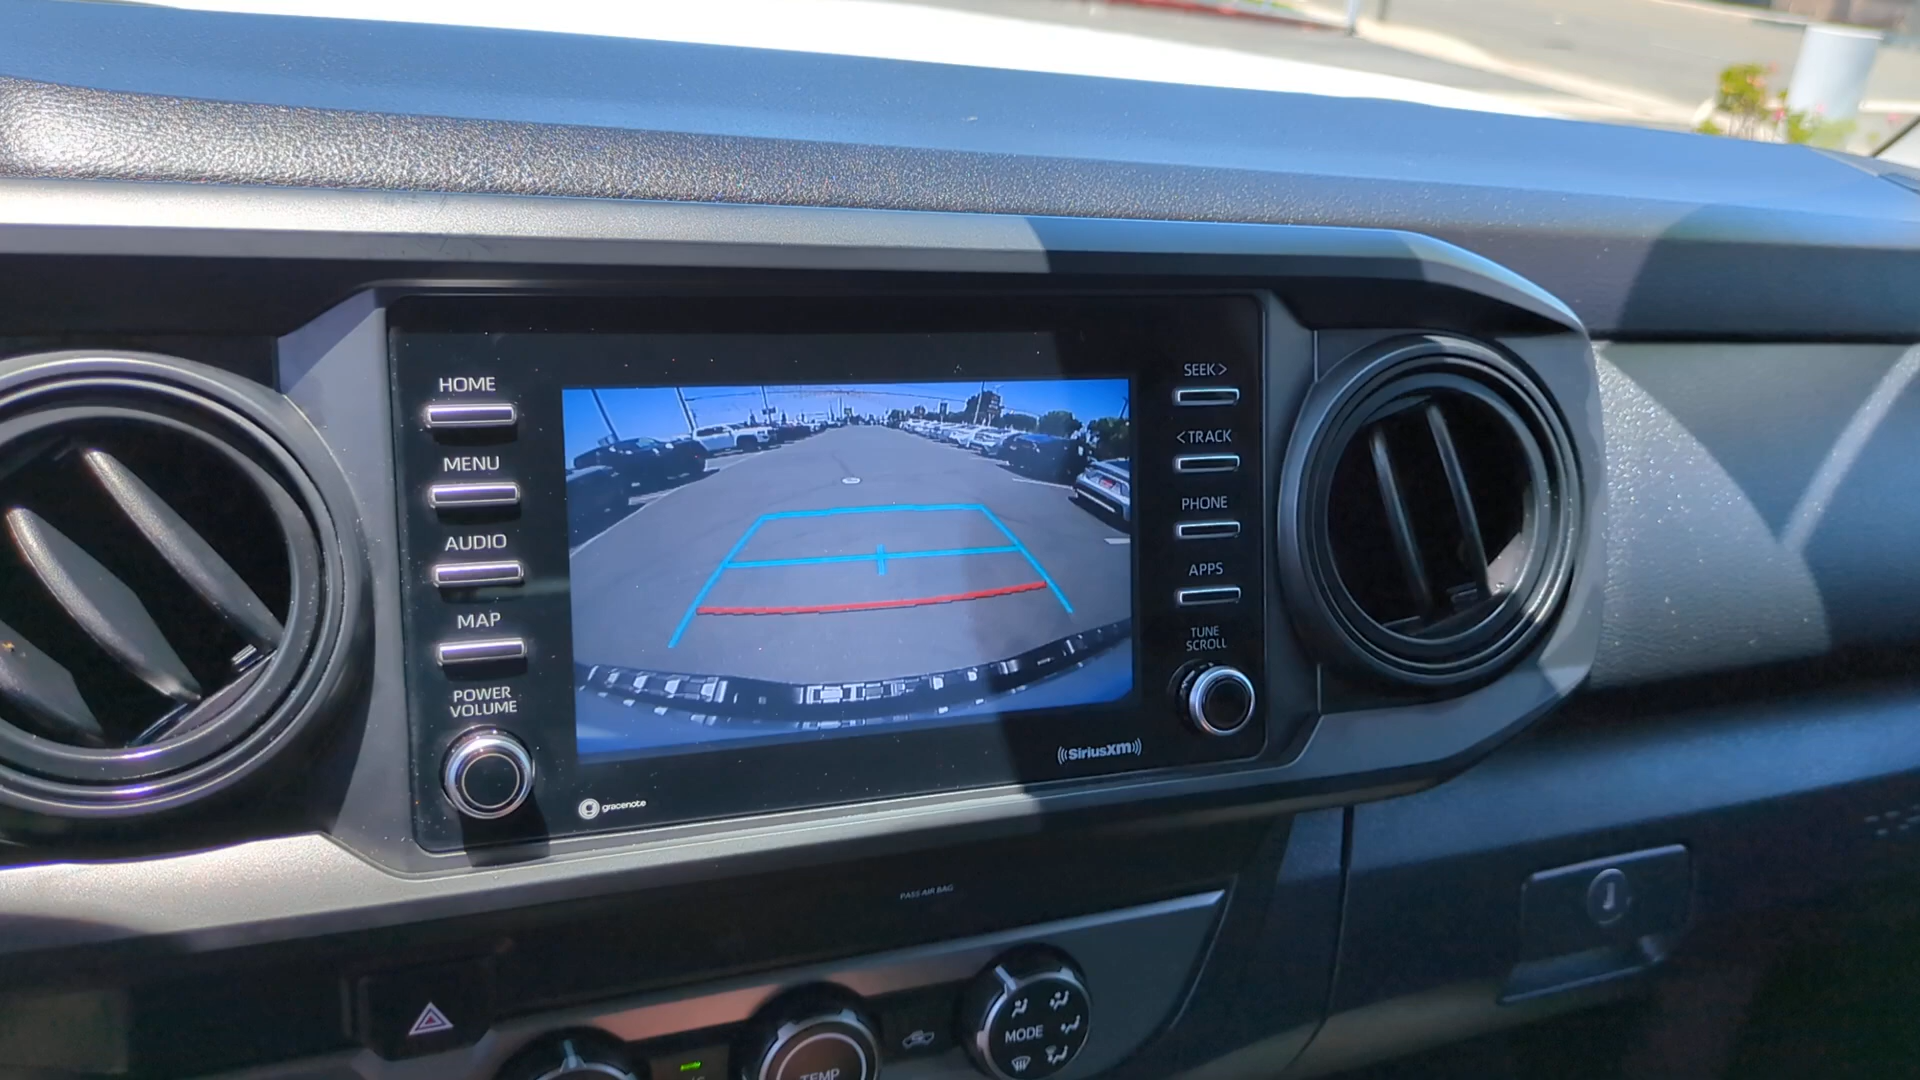 HOME
MENU
AUDIO
MAP
POWER
VOLUME
SEEK >
< TRACK
PHONE
APPS
TUNE
SCROLL
((SiriusXM))
gracenote
PASS AIR BAG
MODE
TEMP